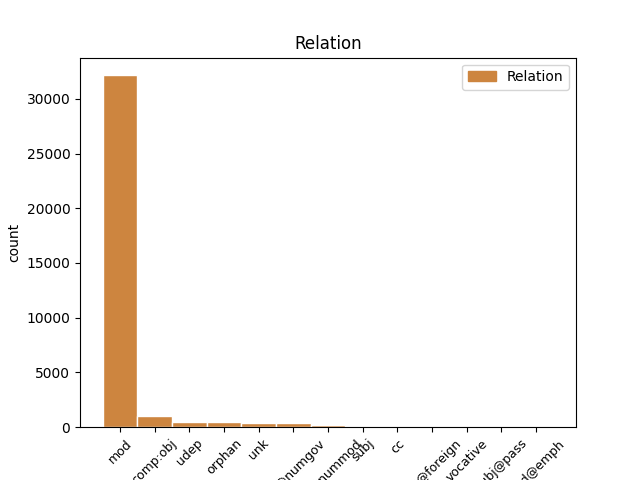 Relation
Relation
count
30000
25000
20000
15000
10000
5000
0
mod
comp:obj
udep
orphan
unk
numgov
nummod
subj
cc
@foreign
vocative
bj@pass
d@emph